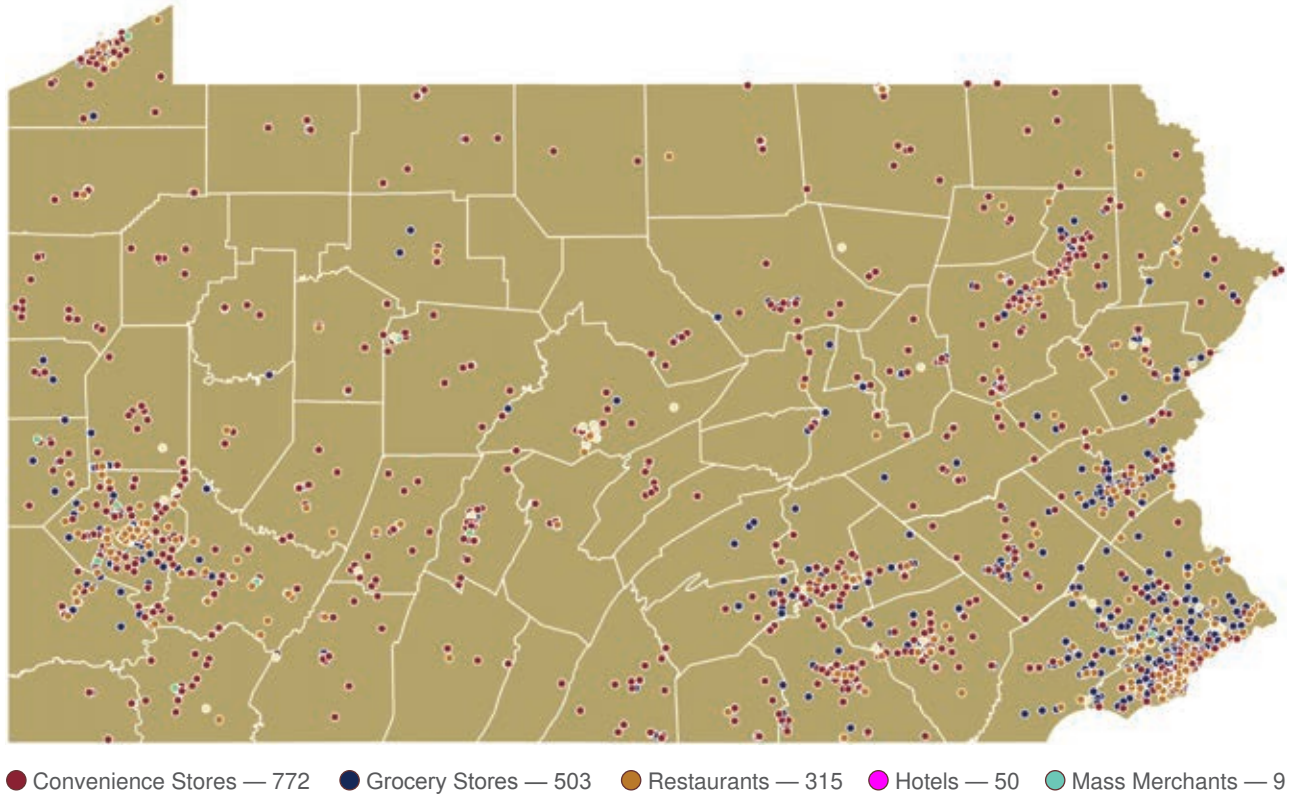 Convenience Stores — 772 Grocery Stores — 503 Restaurants — 315 Hotels — 50 Mass Merchants — 9